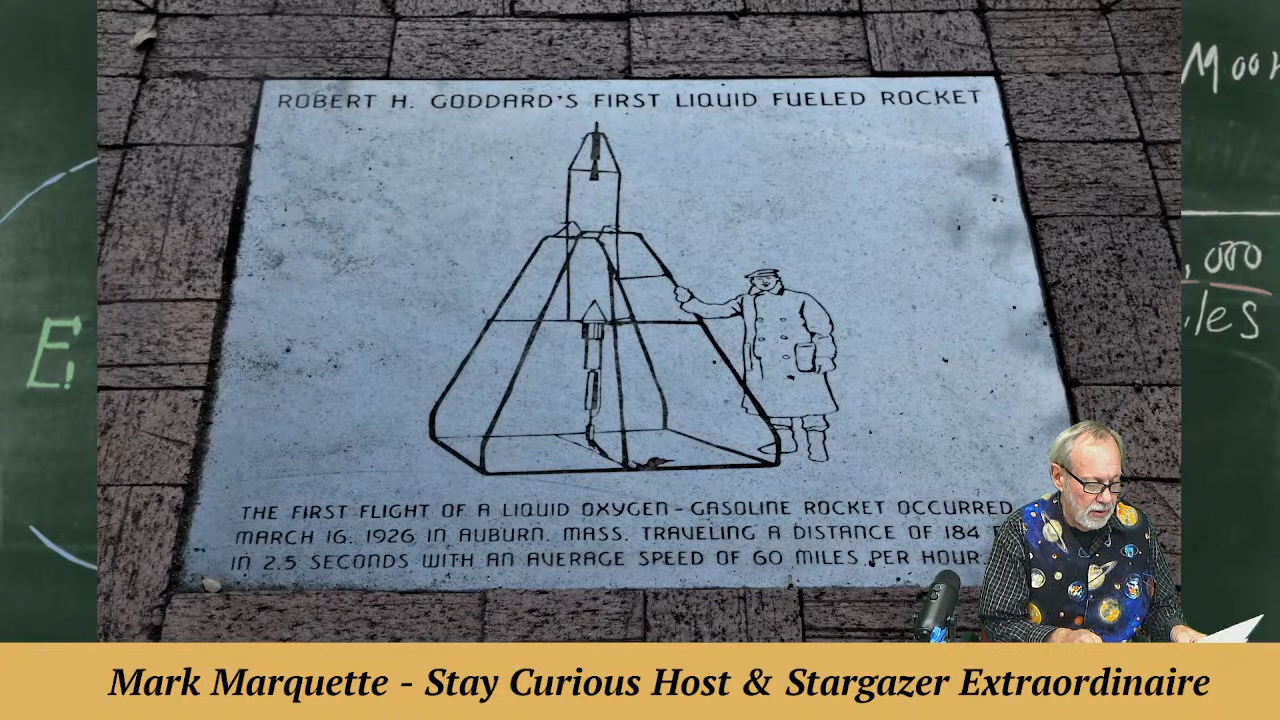 ROBERT H. GODDARD'S FIRST LIQUID FUELED ROCKET
THE FIRST FLIGHT OF A LIQUID OXYGEN-GASOLINE ROCKET OCCURRED
MARCH 16, 1926 IN AUBURN, MASS. TRAVELING A DISTANCE OF 184
IN 2.5 SECONDS WITH AN AVERAGE SPEED OF 60 MILES PER HOUR.
,000
Mark Marquette - Stay Curious Host & Stargazer Extraordinaire